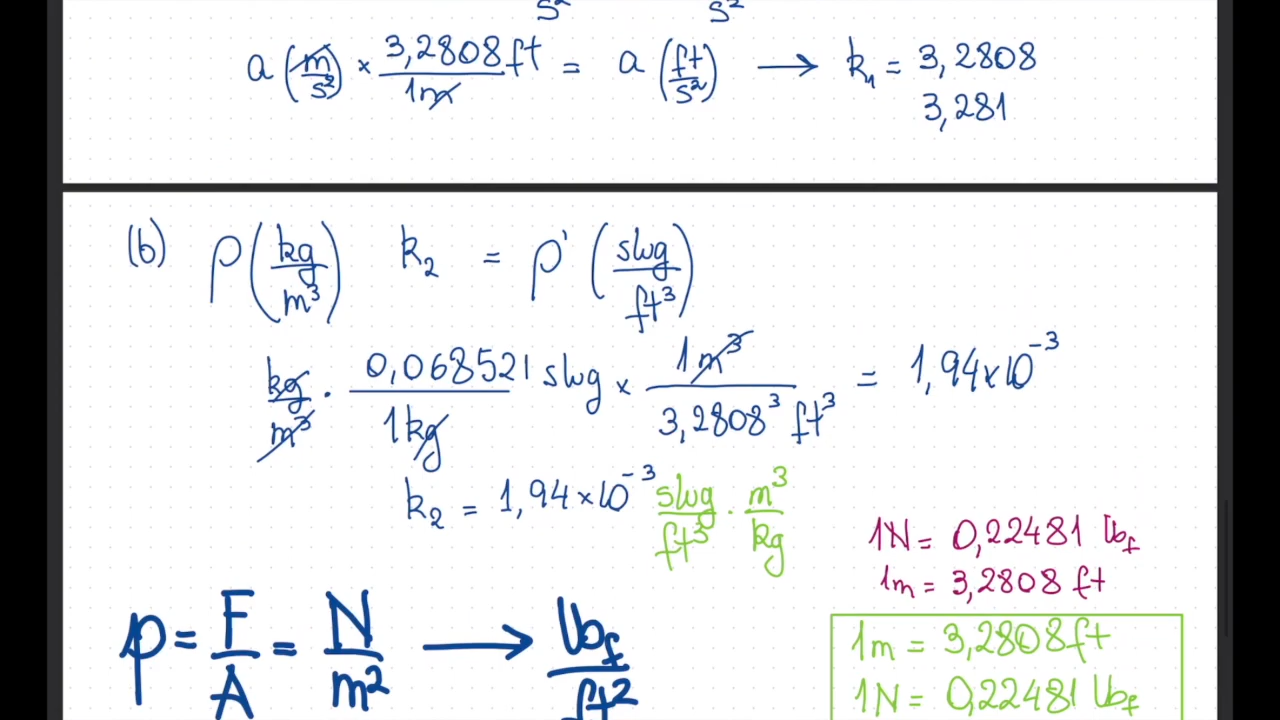 s² s²
a (m/s²) × 3,2808 ft / 1m = a (ft/s²) → k₁ = 3,2808
3,281
(b) ρ (kg/m³) k₂ = ρ' (slug/ft³)
kg/m³ · 0,068521 slug / 1kg × 1m³ / 3,2808³ ft³ = 1,94×10⁻³
k₂ = 1,94×10⁻³ slug/ft³ · m³/kg
1N = 0,22481 lbf
1m = 3,2808 ft
p = F/A = N/m² → lbf/ft²
1m = 3,2808 ft
1N = 0,22481 lbf